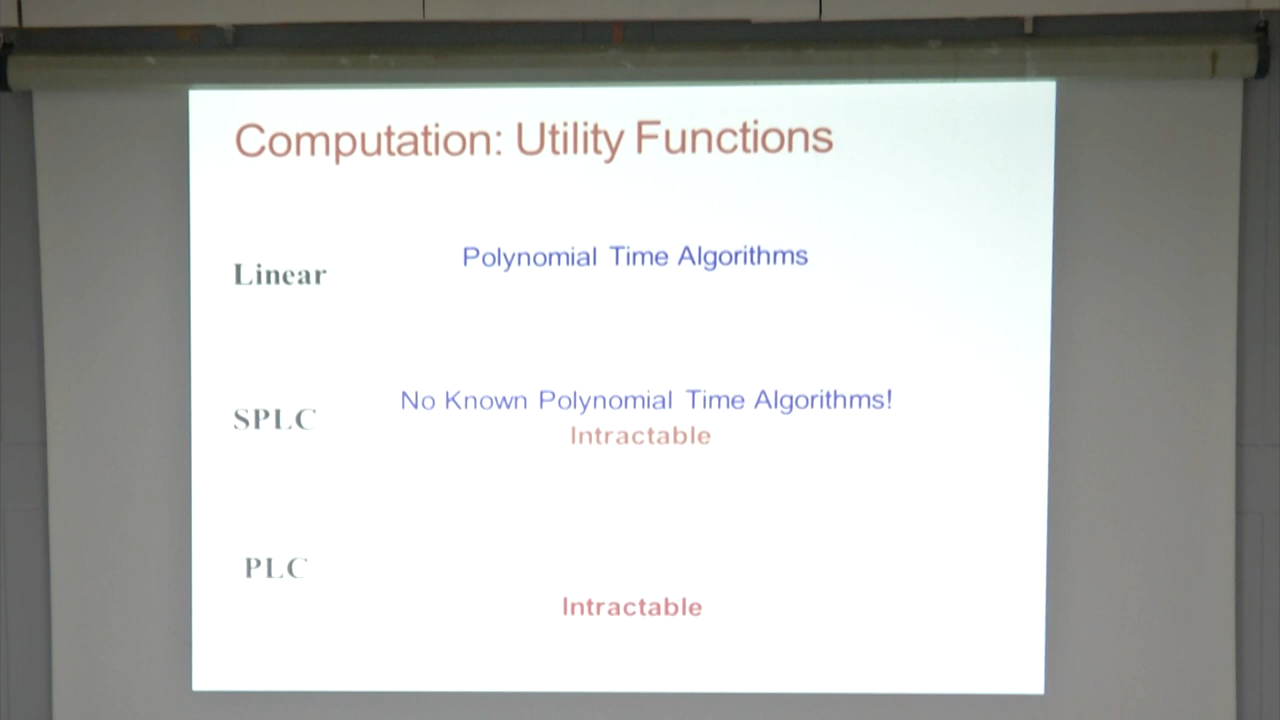 Computation: Utility Functions
Polynomial Time Algorithms
Linear
No Known Polynomial Time Algorithms!
SPLC
Intractable
PLC
Intractable